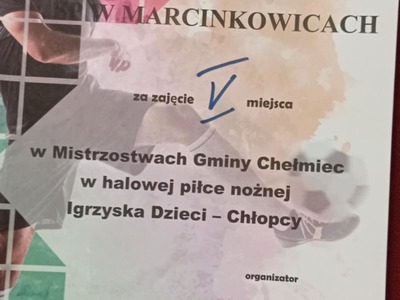 W MARCINKOWICACH
za zajęcie V miejsca
w Mistrzostwach Gminy Chełmiec
w halowej piłce nożnej
Igrzyska Dzieci – Chłopcy
organizator